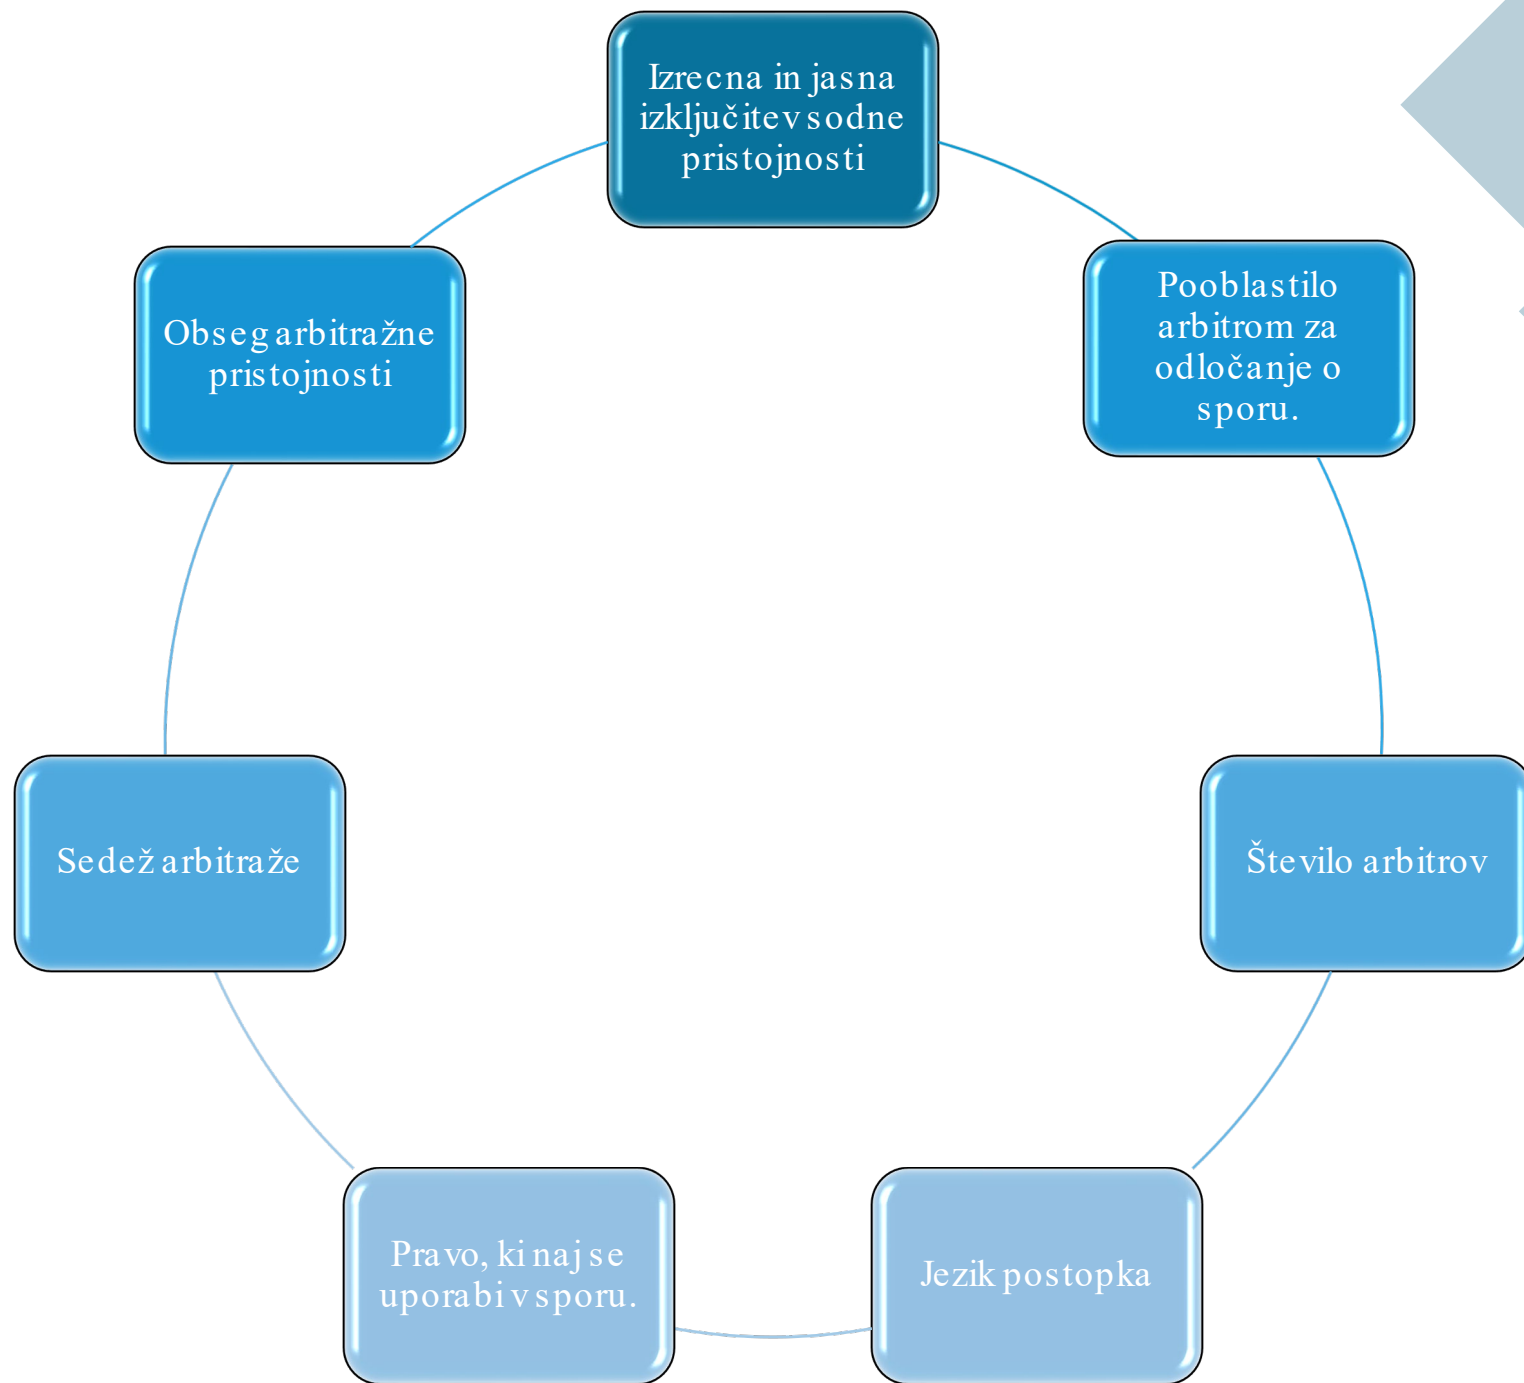 Izrecna in jasna
izključitev sodne
pristojnosti
Pooblastilo
arbitrom za
odločanje o
sporu.
Število arbitrov
Jezik postopka
Pravo, ki naj se
uporabi v sporu.
Sedež arbitraže
Obseg arbitražne
pristojnosti